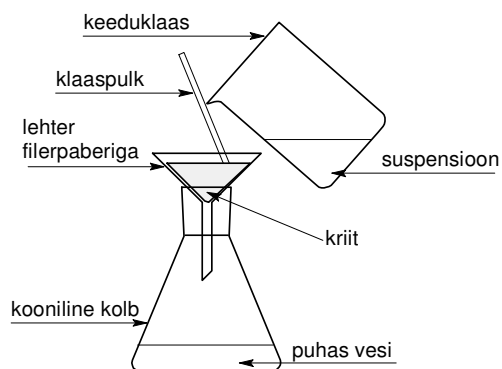 keeduklaas
klaaspulk
lehter
filerpaberiga
suspensioon
kriit
kooniline kolb
puhas vesi